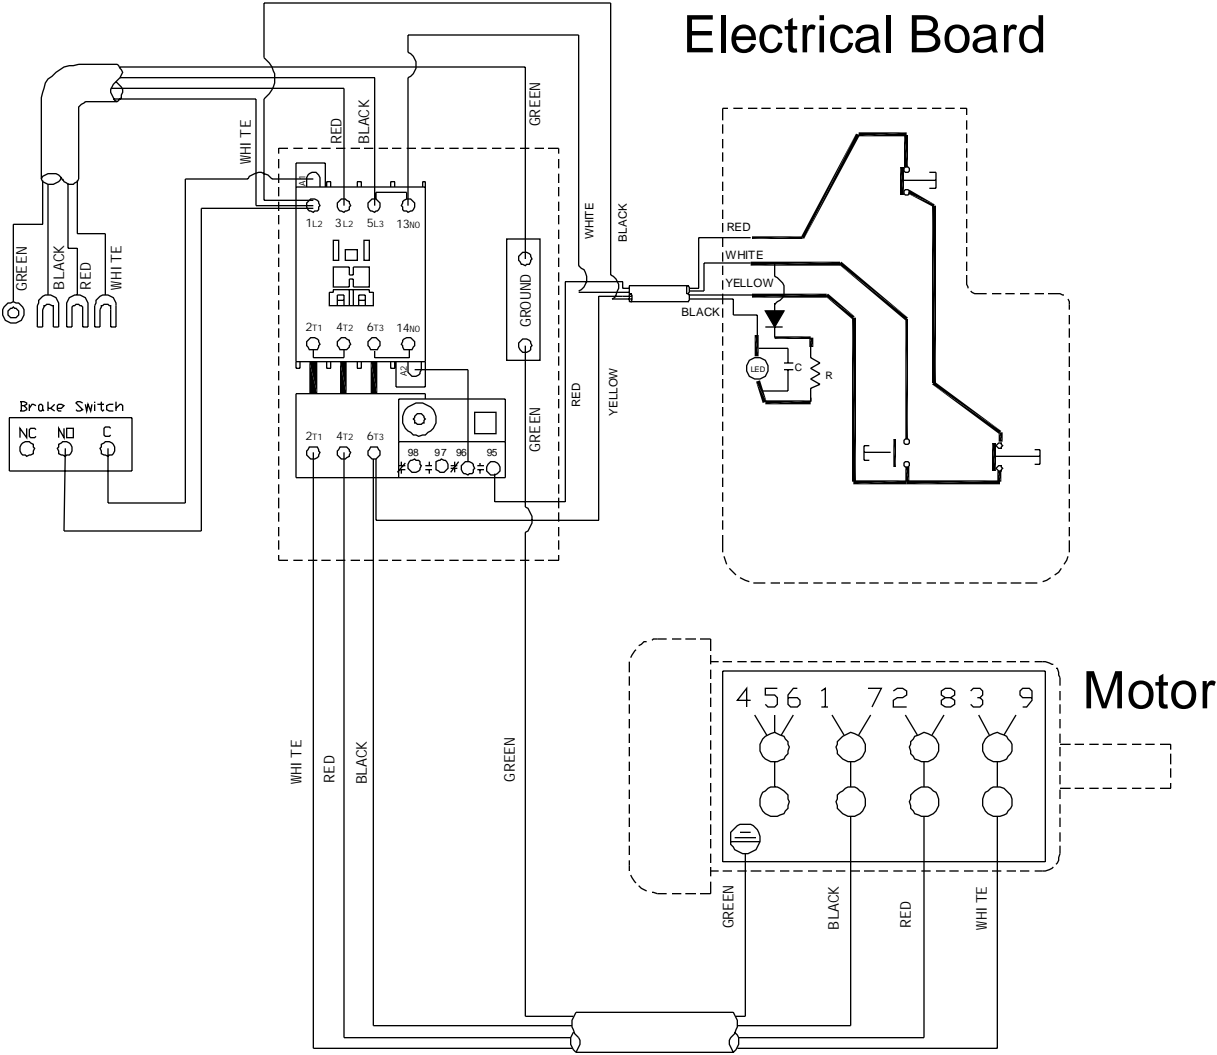 Electrical Board
GREEN
RED
BLACK
WHITE
GREEN
BLACK
RED
WHITE
A1
1L2 3L2 5L3 13NO
WHITE
BLACK
GROUND
2T1 4T2 6T3 14NO
A2
RED
YELLOW
GREEN
RED
WHITE
YELLOW
BLACK
LED
C
R
Brake Switch
NC NO C
2T1 4T2 6T3
98 97 96 95
Motor
4 5 6 1 7 2 8 3 9
WHITE
RED
BLACK
GREEN
GREEN
BLACK
RED
WHITE